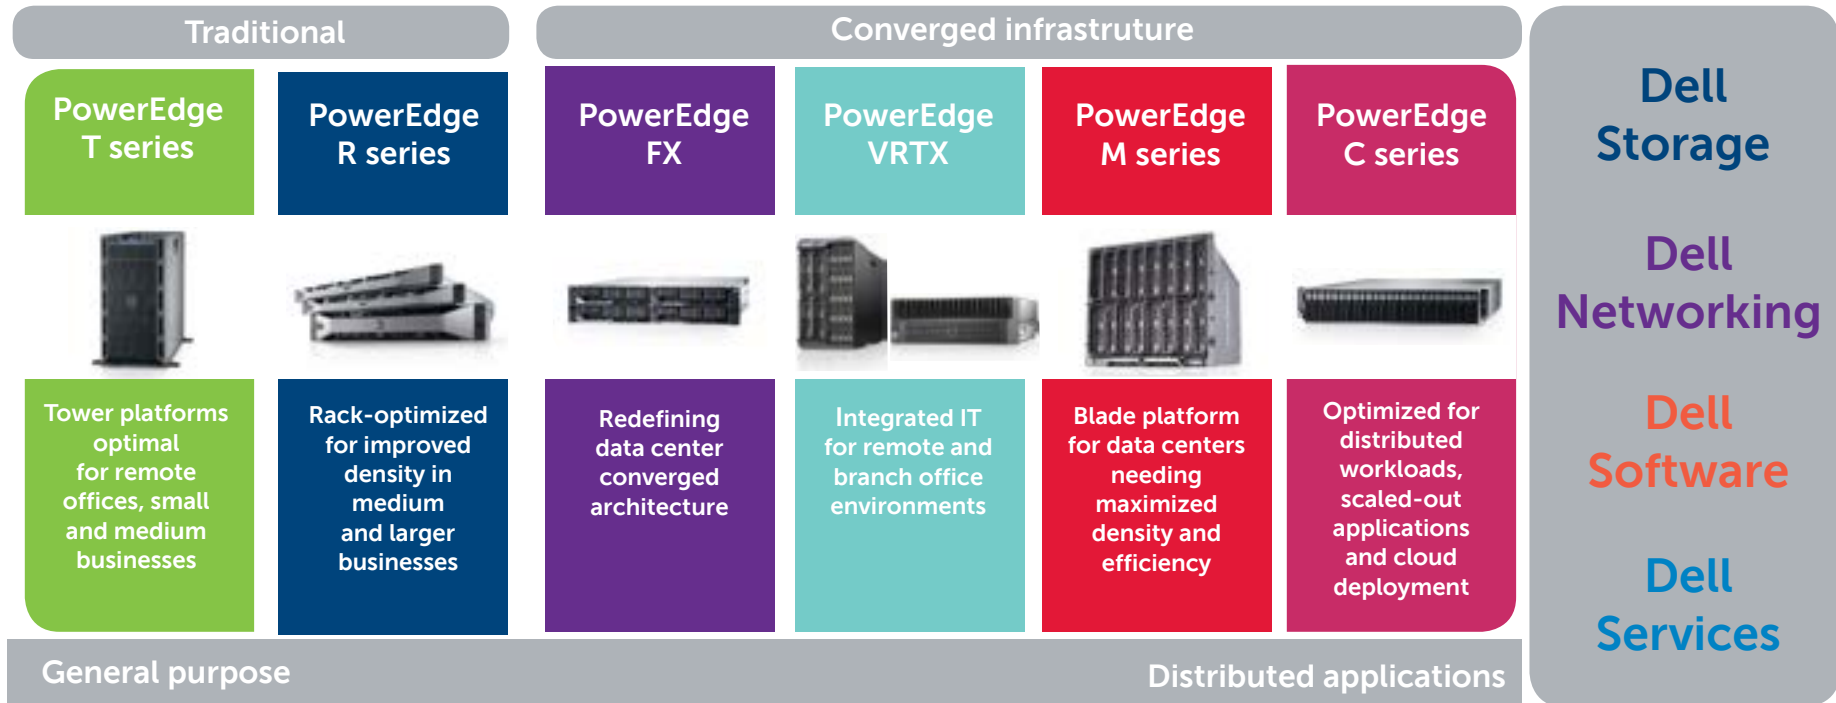 Traditional
Converged infrastruture
PowerEdge
T series
PowerEdge
R series
PowerEdge
FX
PowerEdge
VRTX
PowerEdge
M series
PowerEdge
C series
Tower platforms
optimal
for remote
offices, small
and medium
businesses
Rack-optimized
for improved
density in
medium
and larger
businesses
Redefining
data center
converged
architecture
Integrated IT
for remote and
branch office
environments
Blade platform
for data centers
needing
maximized
density and
efficiency
Optimized for
distributed
workloads,
scaled-out
applications
and cloud
deployment
General purpose
Distributed applications
Dell
Storage
Dell
Networking
Dell
Software
Dell
Services